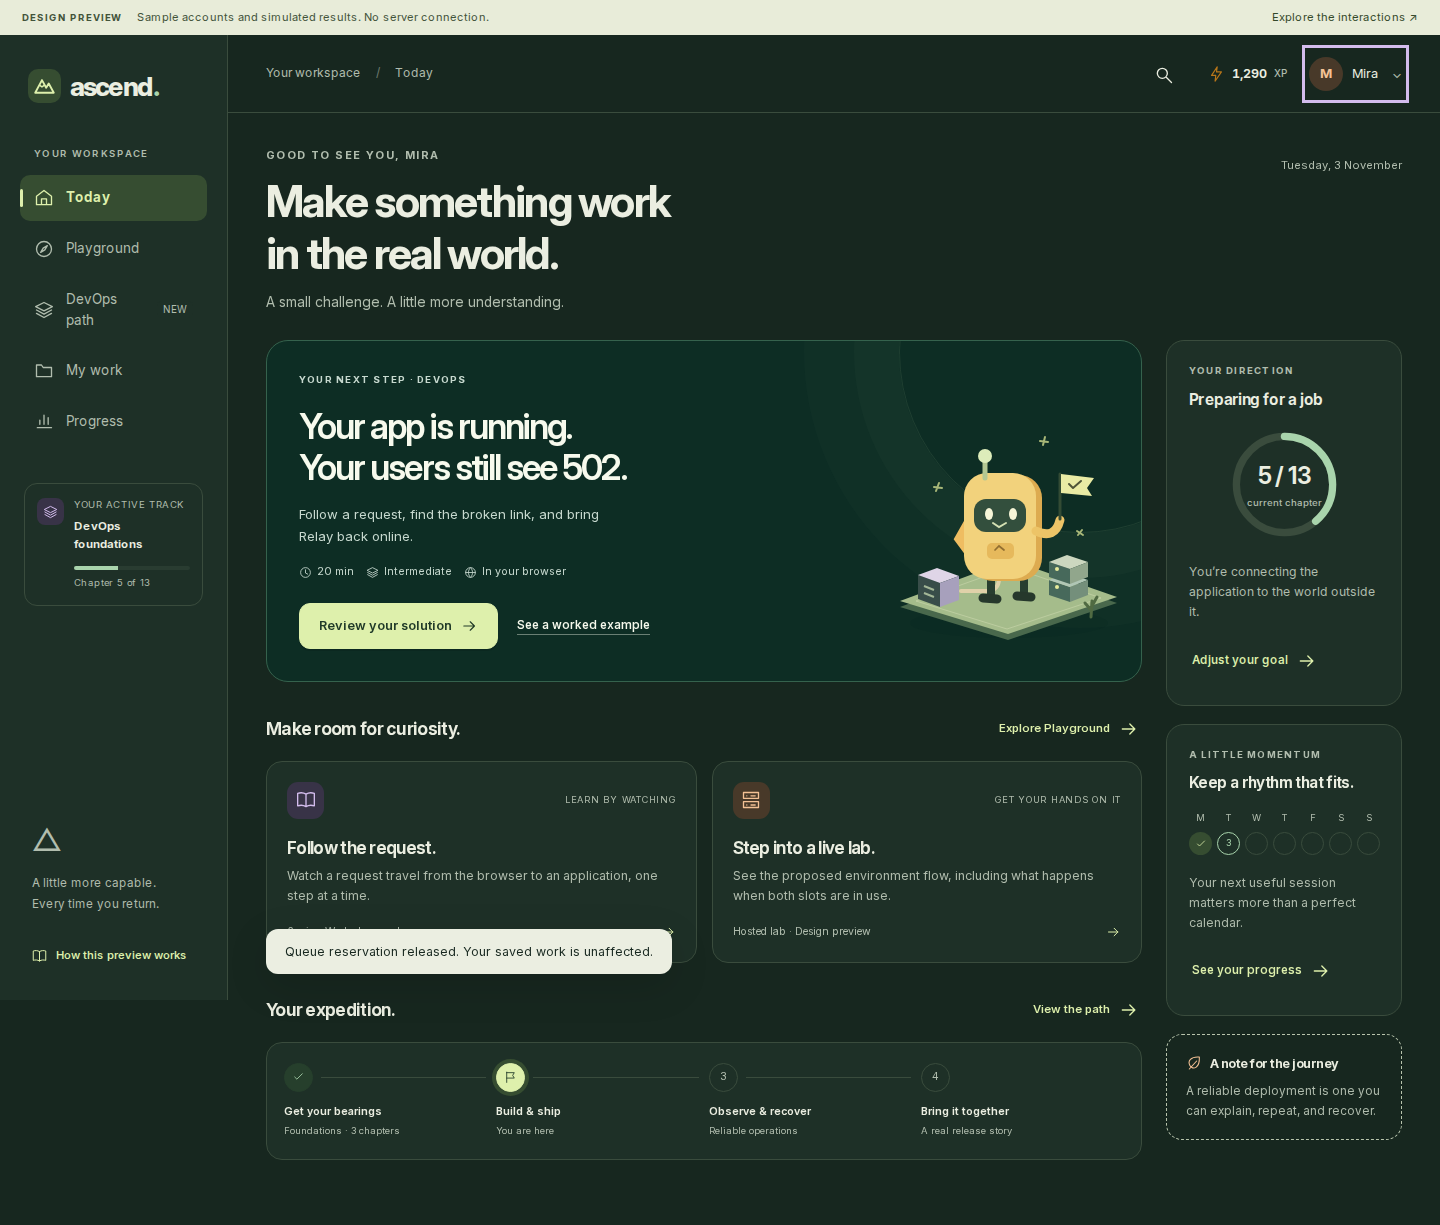 DESIGN PREVIEW Sample accounts and simulated results. No server connection.
Explore the interactions ↗
ascend.
YOUR WORKSPACE
Today
Playground
DevOps
path
NEW
My work
Progress
YOUR ACTIVE TRACK
DevOps
foundations
Chapter 5 of 13
A little more capable.
Every time you return.
How this preview works
Your workspace / Today
1,290 XP
M Mira
GOOD TO SEE YOU, MIRA
Tuesday, 3 November
Make something work
in the real world.
A small challenge. A little more understanding.
YOUR NEXT STEP · DEVOPS
Your app is running.
Your users still see 502.
Follow a request, find the broken link, and bring
Relay back online.
20 min Intermediate In your browser
Review your solution →
See a worked example
YOUR DIRECTION
Preparing for a job
5 / 13
current chapter
You’re connecting the
application to the world outside
it.
Adjust your goal →
Make room for curiosity.
Explore Playground →
LEARN BY WATCHING
Follow the request.
Watch a request travel from the browser to an application, one
step at a time.
GET YOUR HANDS ON IT
Step into a live lab.
See the proposed environment flow, including what happens
when both slots are in use.
Hosted lab · Design preview →
Queue reservation released. Your saved work is unaffected.
A LITTLE MOMENTUM
Keep a rhythm that fits.
M T W T F S S
3
Your next useful session
matters more than a perfect
calendar.
See your progress →
Your expedition.
View the path →
Get your bearings
Foundations · 3 chapters
Build & ship
You are here
3
Observe & recover
Reliable operations
4
Bring it together
A real release story
A note for the journey
A reliable deployment is one you
can explain, repeat, and recover.